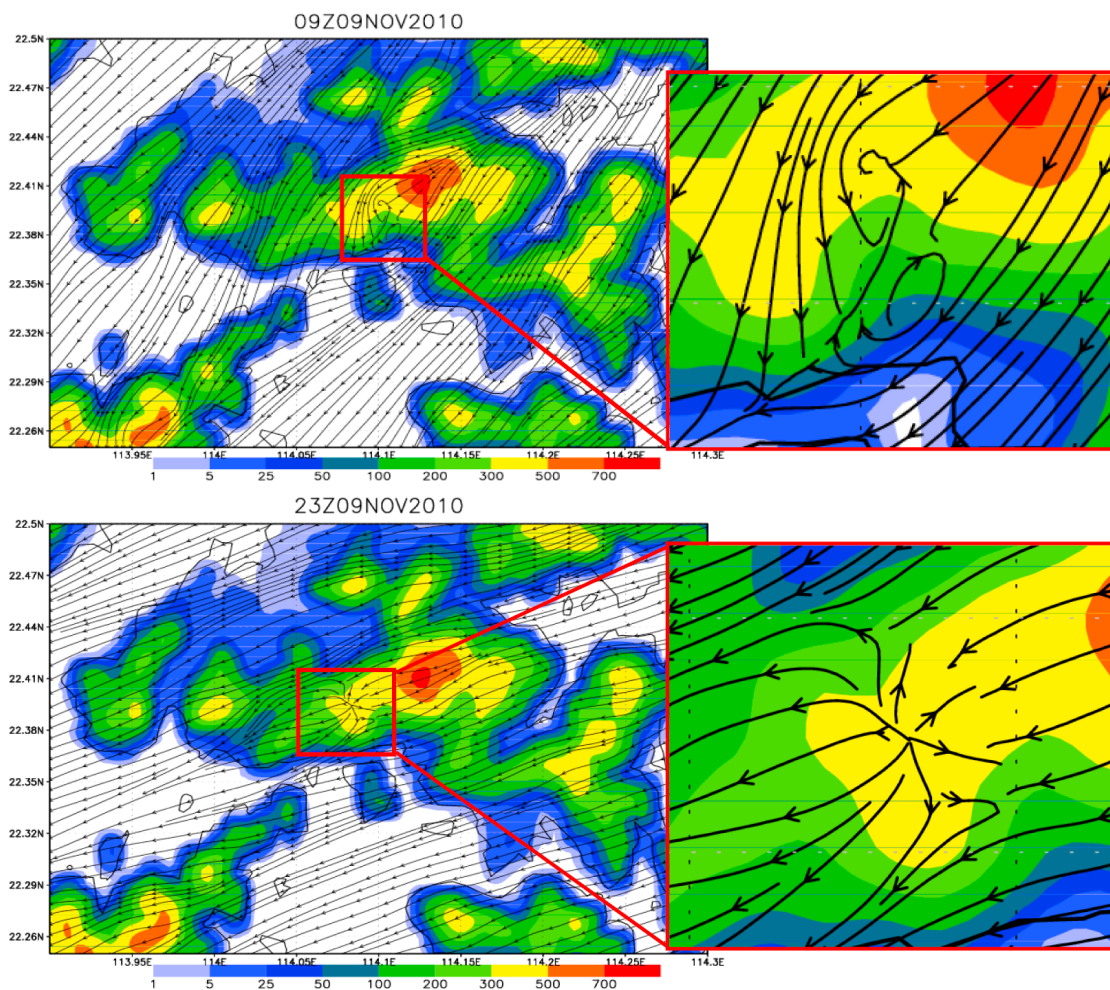 09Z09NOV2010
22.5N
22.47N
22.44N
22.41N
22.38N
22.35N
22.32N
22.29N
22.26N
113.95E 114E 114.05E 114.1E 114.15E 114.2E 114.25E 114.3E
1 5 25 50 100 200 300 500 700
23Z09NOV2010
22.5N
22.47N
22.44N
22.41N
22.38N
22.35N
22.32N
22.29N
22.26N
113.95E 114E 114.05E 114.1E 114.15E 114.2E 114.25E 114.3E
1 5 25 50 100 200 300 500 700